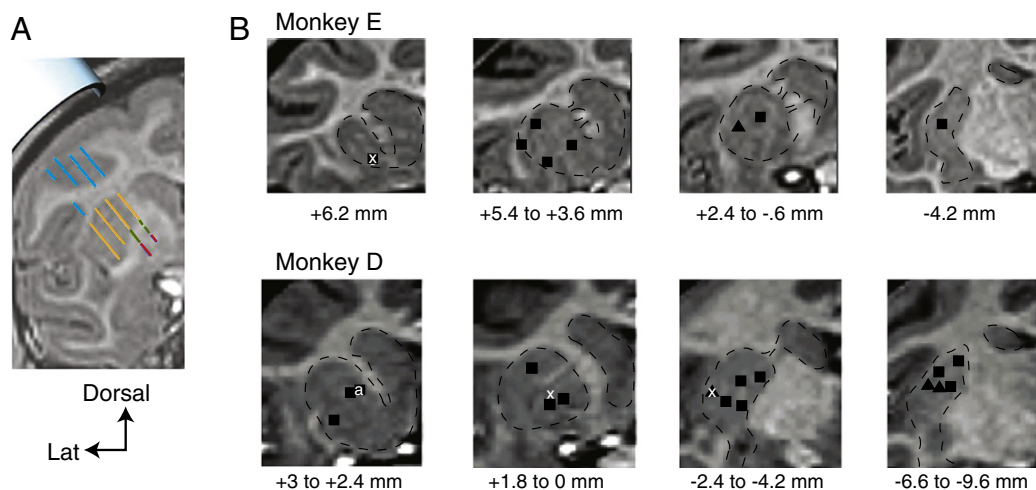 A
B
Monkey E
x
+6.2 mm
+5.4 to +3.6 mm
+2.4 to -.6 mm
-4.2 mm
Monkey D
a
x
x
+3 to +2.4 mm
+1.8 to 0 mm
-2.4 to -4.2 mm
-6.6 to -9.6 mm
Dorsal
Lat